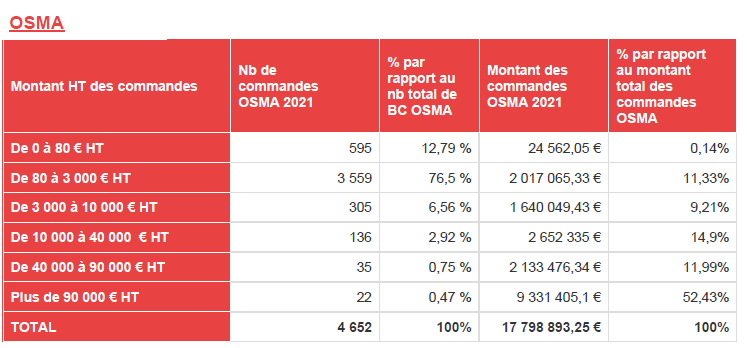 OSMA
Montant HT des commandes | Nb de commandes OSMA 2021 | % par rapport au nb total de BC OSMA | Montant des commandes OSMA 2021 | % par rapport au montant total des commandes OSMA
De 0 à 80 € HT | 595 | 12,79 % | 24 562,05 € | 0,14%
De 80 à 3 000 € HT | 3 559 | 76,5 % | 2 017 065,33 € | 11,33%
De 3 000 à 10 000 € HT | 305 | 6,56 % | 1 640 049,43 € | 9,21%
De 10 000 à 40 000  € HT | 136 | 2,92 % | 2 652 335 € | 14,9%
De 40 000 à 90 000 € HT | 35 | 0,75 % | 2 133 476,34 € | 11,99%
Plus de 90 000 € HT | 22 | 0,47 % | 9 331 405,1 € | 52,43%
TOTAL | 4 652 | 100% | 17 798 893,25 € | 100%